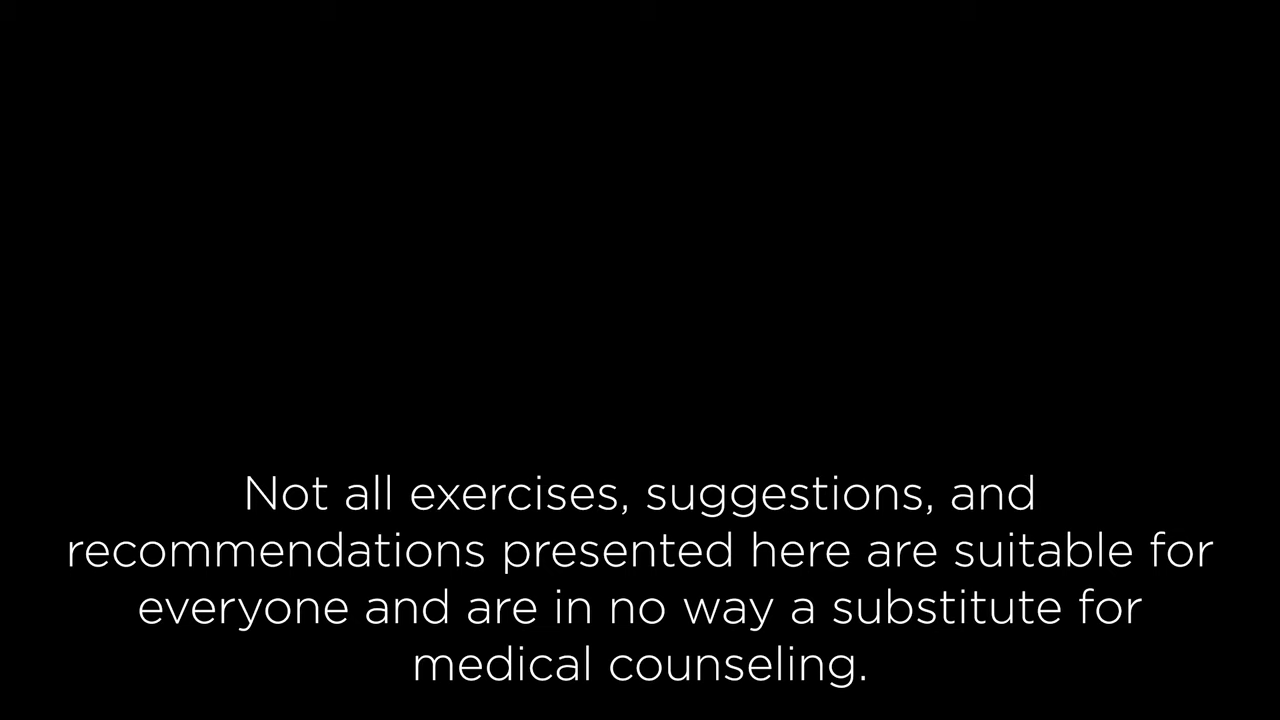 Not all exercises, suggestions, and
recommendations presented here are suitable for
everyone and are in no way a substitute for
medical counseling.